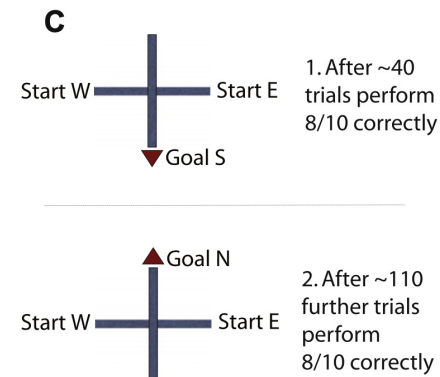 C
Start W
Start E
Goal S
1. After ~40
trials perform
8/10 correctly
Goal N
Start W
Start E
2. After ~110
further trials
perform
8/10 correctly